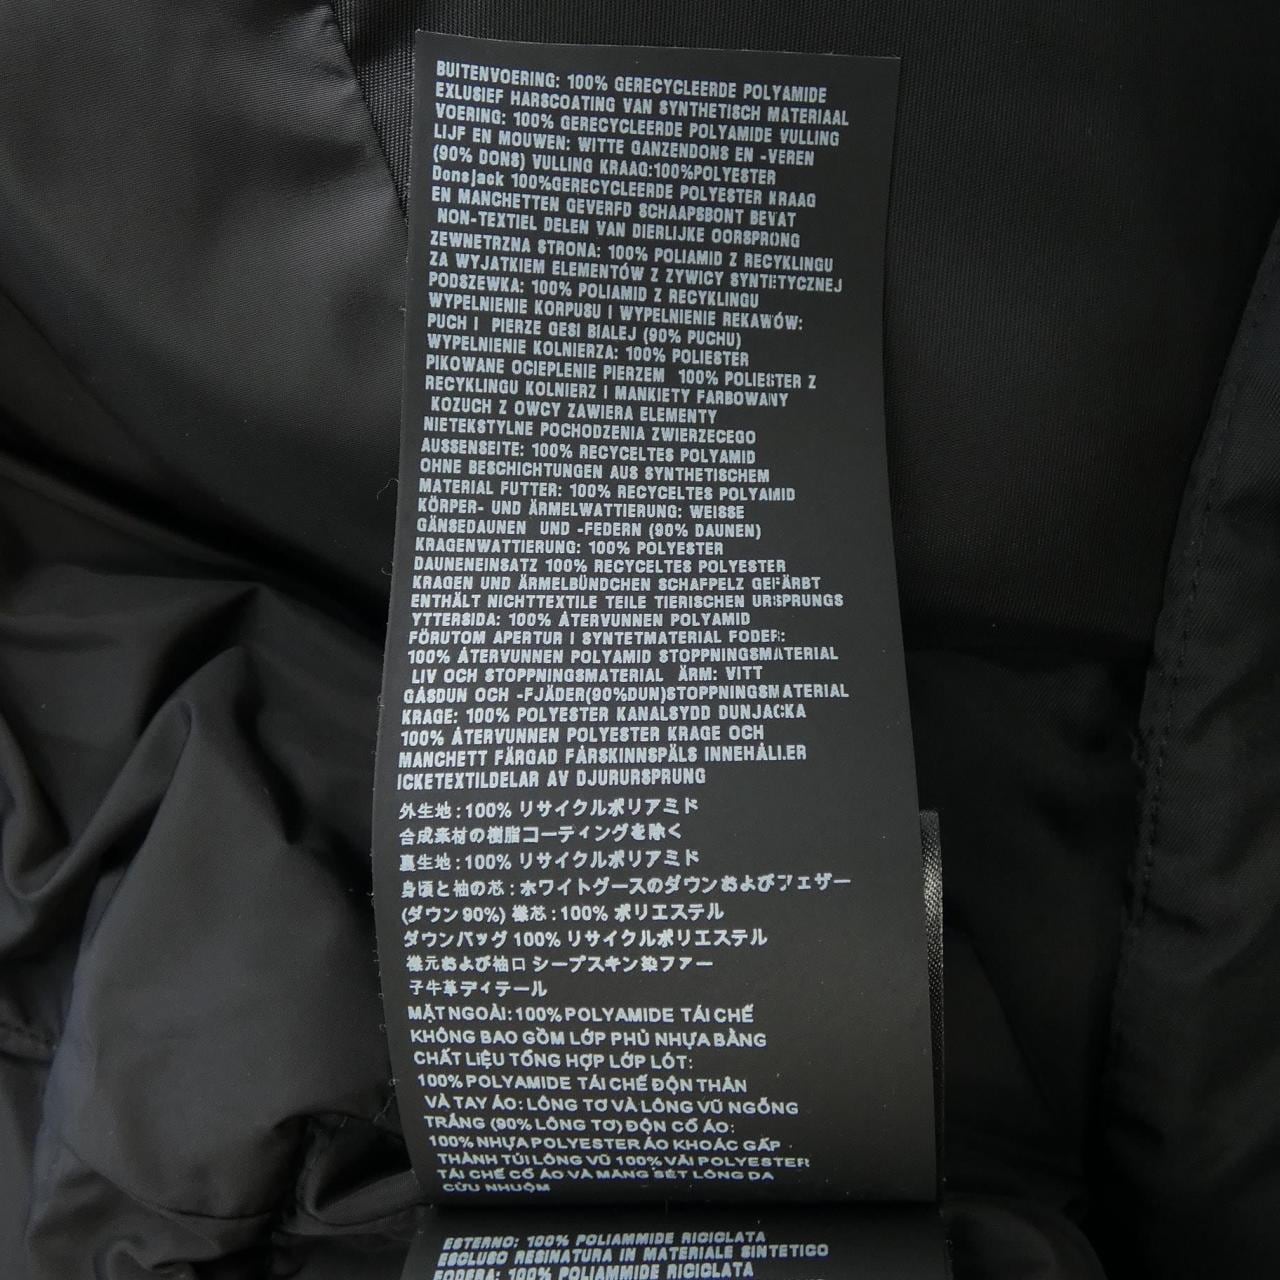 BUITENVOERING: 100% GERECYCLEERDE POLYAMIDE
EXLUSIEF HARSCOATING VAN SYNTHETISCH MATERIAAL
VOERING: 100% GERECYCLEERDE POLYAMIDE VULLING
LIJF EN MOUWEN: WITTE GANZENDONS EN -VEREN
(90% DONS) VULLING KRAAG:100%POLYESTER
Donsjack 100%GERECYCLEERDE POLYESTER KRAAG
EN MANCHETTEN GEVERFD SCHAAPSBONT BEVAT
NON-TEXTIEL DELEN VAN DIERLIJKE OORSPRONG
ZEWNETRZNA STRONA: 100% POLIAMID Z RECYKLINGU
ZA WYJATKIEM ELEMENTÓW Z ZYWICY SYNTETYCZNEJ
PODSZEWKA: 100% POLIAMID Z RECYKLINGU
WYPELNIENIE KORPUSU I WYPELNIENIE REKAWÓW:
PUCH I PIERZE GESI BIALEJ (90% PUCHU)
WYPELNIENIE KOLNIERZA: 100% POLIESTER
PIKOWANE OCIEPLENIE PIERZEM 100% POLIESTER Z
RECYKLINGU KOLNIERZ I MANKIETY FARBOWANY
KOZUCH Z OWCY ZAWIERA ELEMENTY
NIETEKSTYLNE POCHODZENIA ZWIERZECEGO
AUSSENSEITE: 100% RECYCELTES POLYAMID
OHNE BESCHICHTUNGEN AUS SYNTHETISCHEM
MATERIAL FUTTER: 100% RECYCELTES POLYAMID
KÖRPER- UND ÄRMELWATTIERUNG: WEISSE
GÄNSEDAUNEN UND -FEDERN (90% DAUNEN)
KRAGENWATTIERUNG: 100% POLYESTER
DAUNENEINSATZ 100% RECYCELTES POLYESTER
KRAGEN UND ÄRMELBÜNDCHEN SCHAFPELZ GEFÄRBT
ENTHÄLT NICHTTEXTILE TEILE TIERISCHEN URSPRUNGS
YTTERSIDA: 100% ÅTERVUNNEN POLYAMID
FÖRUTOM APERTUR I SYNTETMATERIAL FODER:
100% ÅTERVUNNEN POLYAMID STOPPNINGSMATERIAL
LIV OCH STOPPNINGSMATERIAL ÄRM: VITT
GÅSDUN OCH -FJÄDER(90%DUN)STOPPNINGSMATERIAL
KRAGE: 100% POLYESTER KANALSYDD DUNJACKA
100% ÅTERVUNNEN POLYESTER KRAGE OCH
MANCHETT FÄRGAD FÅRSKINNSPÄLS INNEHÅLLER
ICKETEXTILDELAR AV DJURURSPRUNG
外生地:100% リサイクルポリアミド
合成素材の樹脂コーティングを除く
裏生地:100% リサイクルポリアミド
身頃と袖の芯:ホワイトグースのダウンおよびフェザー
(ダウン90%) 襟芯:100% ポリエステル
ダウンバッグ 100% リサイクルポリエステル
襟元および袖口 シープスキン染ファー
子牛革ディテール
MẶT NGOÀI: 100% POLYAMIDE TÁI CHẾ
KHÔNG BAO GỒM LỚP PHỦ NHỰA BẰNG
CHẤT LIỆU TỔNG HỢP LỚP LÓT:
100% POLYAMIDE TÁI CHẾ ĐỘN THÂN
VÀ TAY ÁO: LÔNG TƠ VÀ LÔNG VŨ NGỖNG
TRẮNG (90% LÔNG TƠ) ĐỘN CỔ ÁO:
100% NHỰA POLYESTER ÁO KHOÁC GẤP
THÀNH TÚI LÔNG VŨ 100% VẢI POLYESTER
TÁI CHẾ CỔ ÁO VÀ MĂNG SÉT LÔNG DA
CỪU NHUỘM
ESTERNO: 100% POLIAMMIDE RICICLATA
ESCLUSO RESINATURA IN MATERIALE SINTETICO
FODERA: 100% POLIAMMIDE RICICLATA